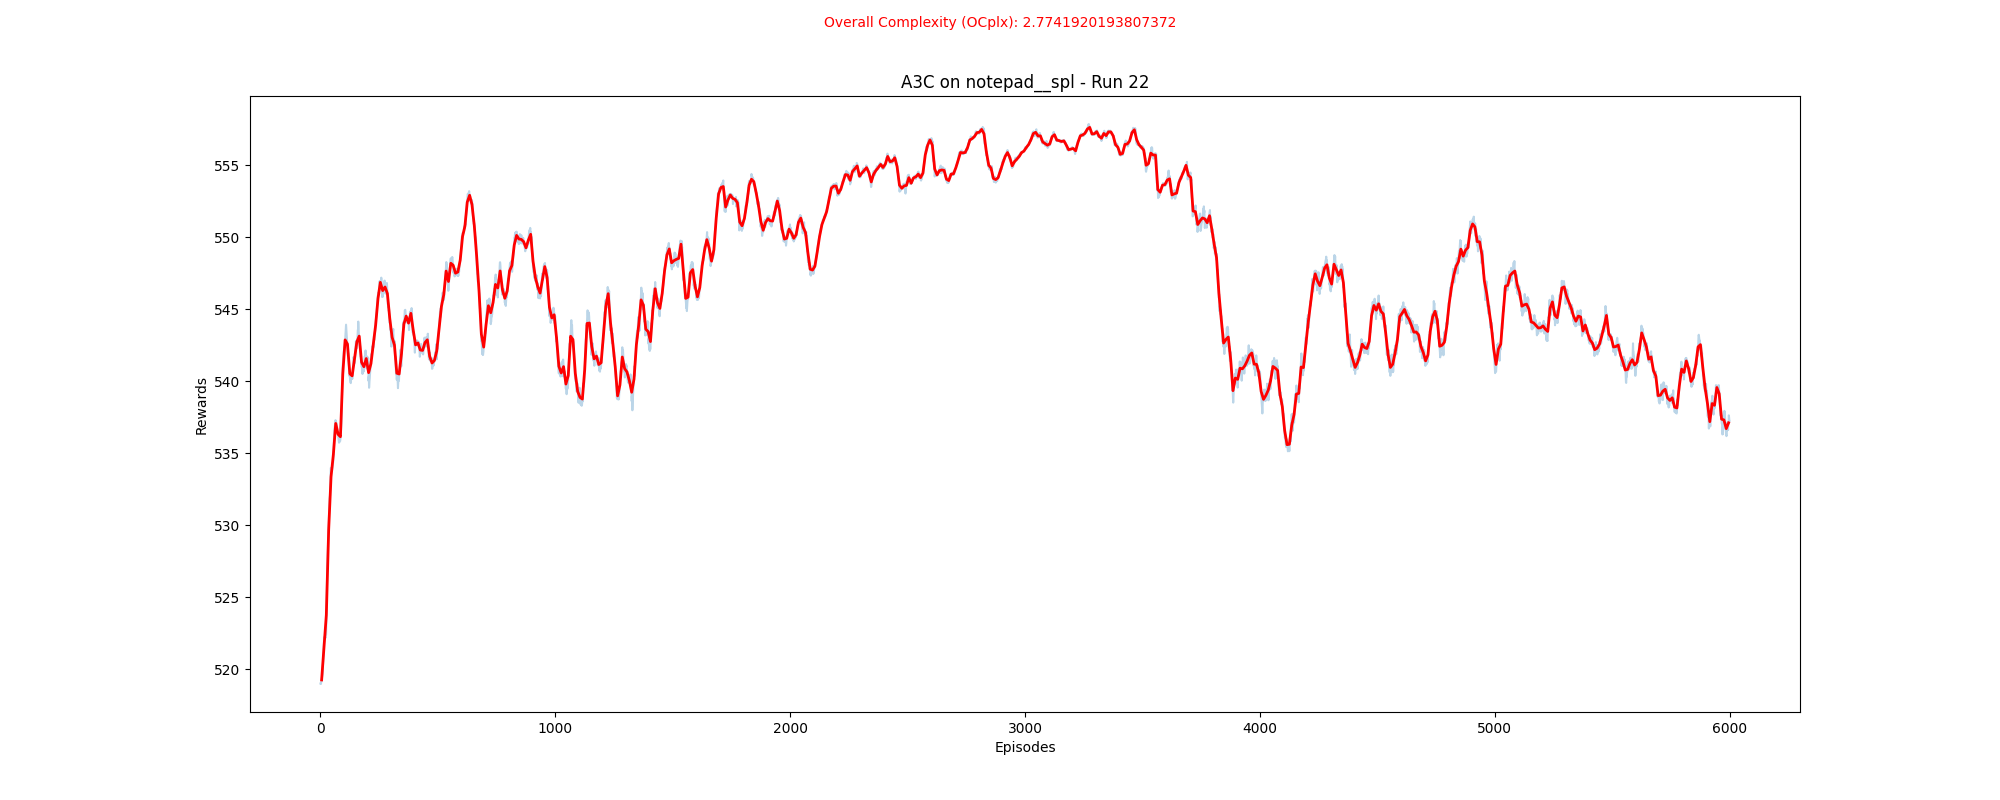 Overall Complexity (OCplx): 2.7741920193807372
A3C on notepad__spl - Run 22
Rewards
555
550
545
540
535
530
525
520
0 1000 2000 3000 4000 5000 6000
Episodes